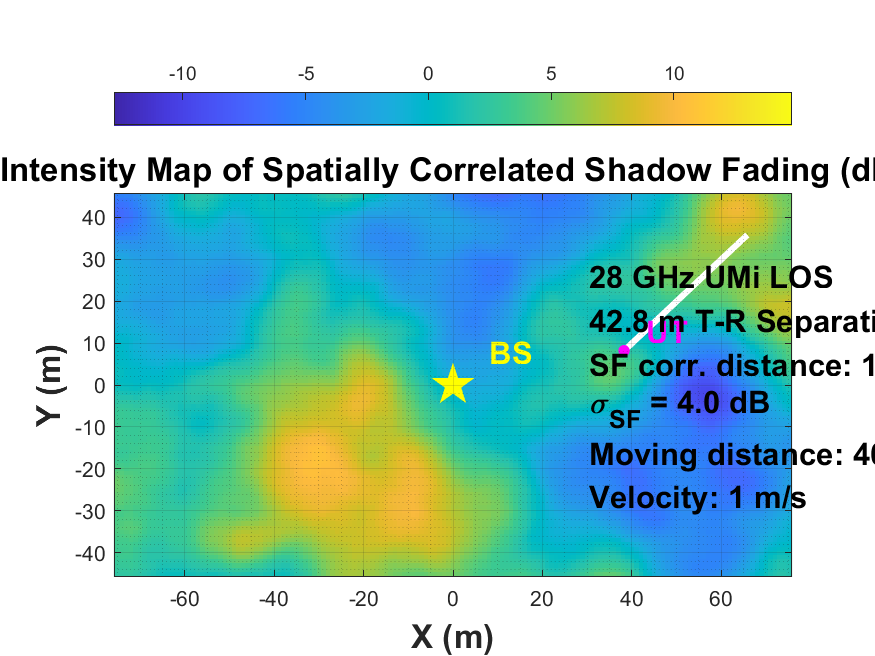 -10 -5 0 5 10
Intensity Map of Spatially Correlated Shadow Fading (dB
40
30
20
10
0
-10
-20
-30
-40
Y (m)
28 GHz UMi LOS
42.8 m T-R Separati
UT
BS
SF corr. distance: 1
σSF = 4.0 dB
Moving distance: 40
Velocity: 1 m/s
-60 -40 -20 0 20 40 60
X (m)